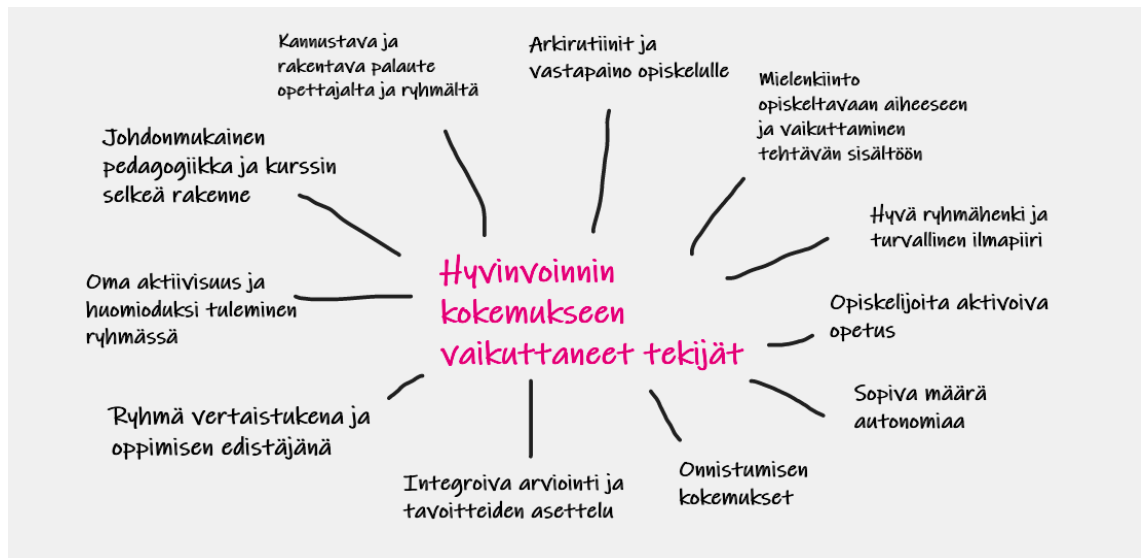 Kannustava ja
rakentava palaute
opettajalta ja ryhmältä
Arkirutiinit ja
vastapaino opiskelulle
Mielenkiinto
opiskeltavaan aiheeseen
ja vaikuttaminen
tehtävän sisältöön
Johdonmukainen
pedagogiikka ja kurssin
selkeä rakenne
Hyvä ryhmähenki ja
turvallinen ilmapiiri
Hyvinvoinnin
kokemukseen
vaikuttaneet tekijät
Oma aktiivisuus ja
huomioduksi tuleminen
ryhmässä
Opiskelijoita aktivoiva
opetus
Sopiva määrä
autonomiaa
Ryhmä vertaistukena ja
oppimisen edistäjänä
Integroiva arviointi ja
tavoitteiden asettelu
Onnistumisen
kokemukset